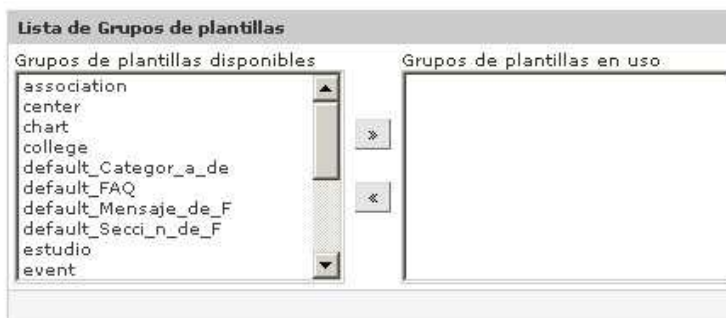 Lista de Grupos de plantillas
Grupos de plantillas disponibles
Grupos de plantillas en uso
association
center
chart
college
default_Categor_a_de
default_FAQ
default_Mensaje_de_F
default_Secci_n_de_F
estudio
event
»
«